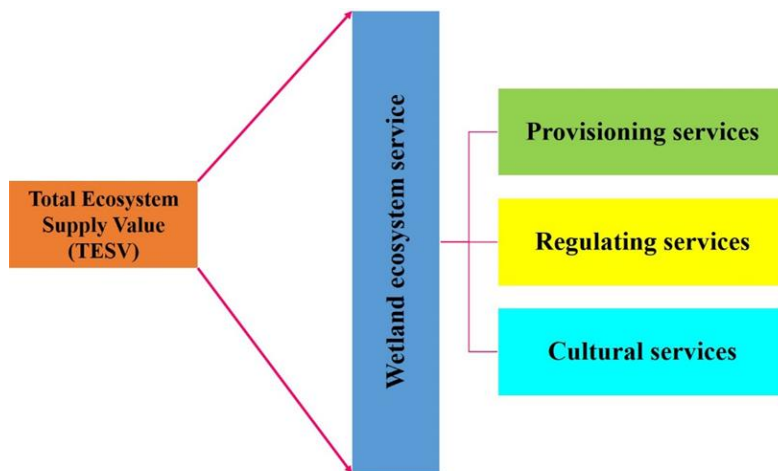 Total Ecosystem
Supply Value
(TESV)
Wetland ecosystem service
Provisioning services
Regulating services
Cultural services